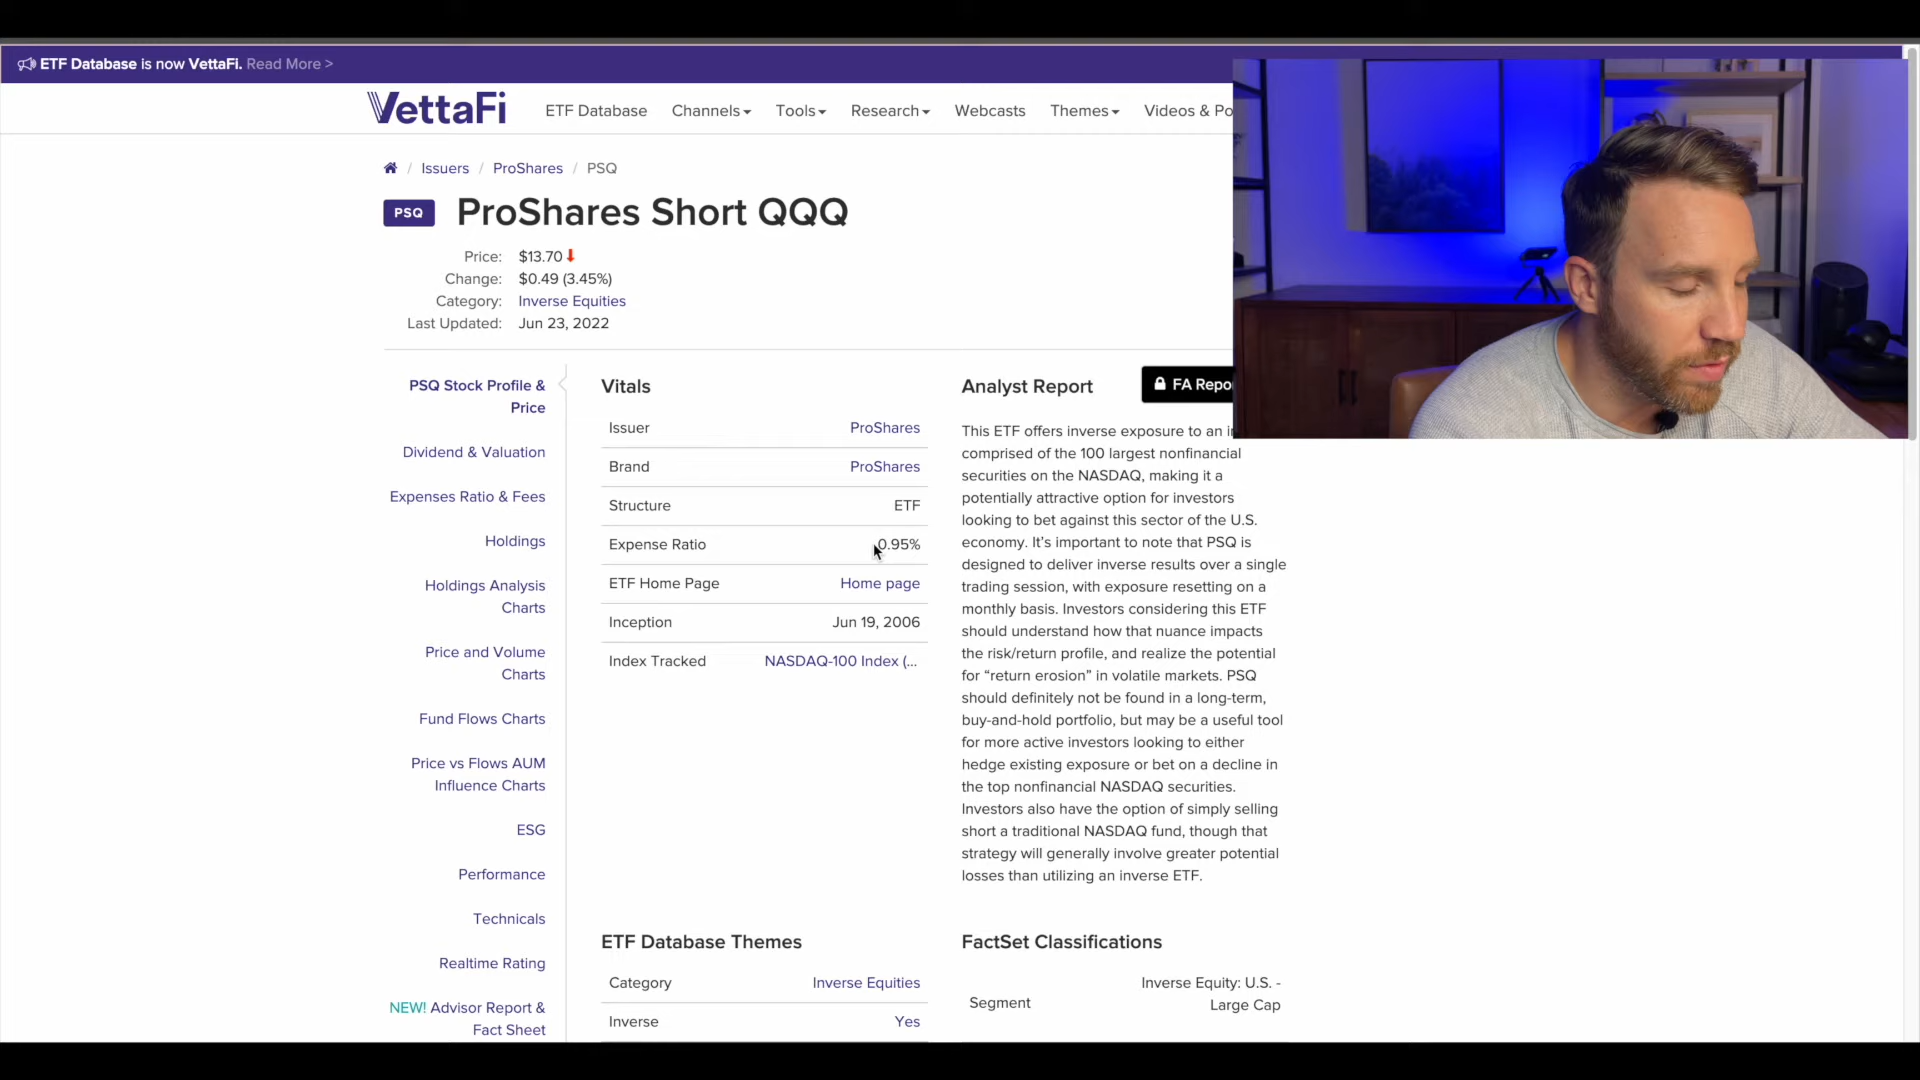 ETF Database is now VettaFi. Read More >
VettaFi
ETF Database Channels Tools Research Webcasts Themes Videos & Po
/ Issuers / ProShares / PSQ
PSQ ProShares Short QQQ
Price: $13.70
Change: $0.49 (3.45%)
Category: Inverse Equities
Last Updated: Jun 23, 2022
PSQ Stock Profile &
Price
Dividend & Valuation
Expenses Ratio & Fees
Holdings
Holdings Analysis
Charts
Price and Volume
Charts
Fund Flows Charts
Price vs Flows AUM
Influence Charts
ESG
Performance
Technicals
Realtime Rating
NEW! Advisor Report &
Fact Sheet
Vitals
Issuer ProShares
Brand ProShares
Structure ETF
Expense Ratio 0.95%
ETF Home Page Home page
Inception Jun 19, 2006
Index Tracked NASDAQ-100 Index (...
Analyst Report
FA Repo
This ETF offers inverse exposure to an i
comprised of the 100 largest nonfinancial
securities on the NASDAQ, making it a
potentially attractive option for investors
looking to bet against this sector of the U.S.
economy. It’s important to note that PSQ is
designed to deliver inverse results over a single
trading session, with exposure resetting on a
monthly basis. Investors considering this ETF
should understand how that nuance impacts
the risk/return profile, and realize the potential
for “return erosion” in volatile markets. PSQ
should definitely not be found in a long-term,
buy-and-hold portfolio, but may be a useful tool
for more active investors looking to either
hedge existing exposure or bet on a decline in
the top nonfinancial NASDAQ securities.
Investors also have the option of simply selling
short a traditional NASDAQ fund, though that
strategy will generally involve greater potential
losses than utilizing an inverse ETF.
ETF Database Themes
Category Inverse Equities
Inverse Yes
FactSet Classifications
Segment Inverse Equity: U.S. -
Large Cap